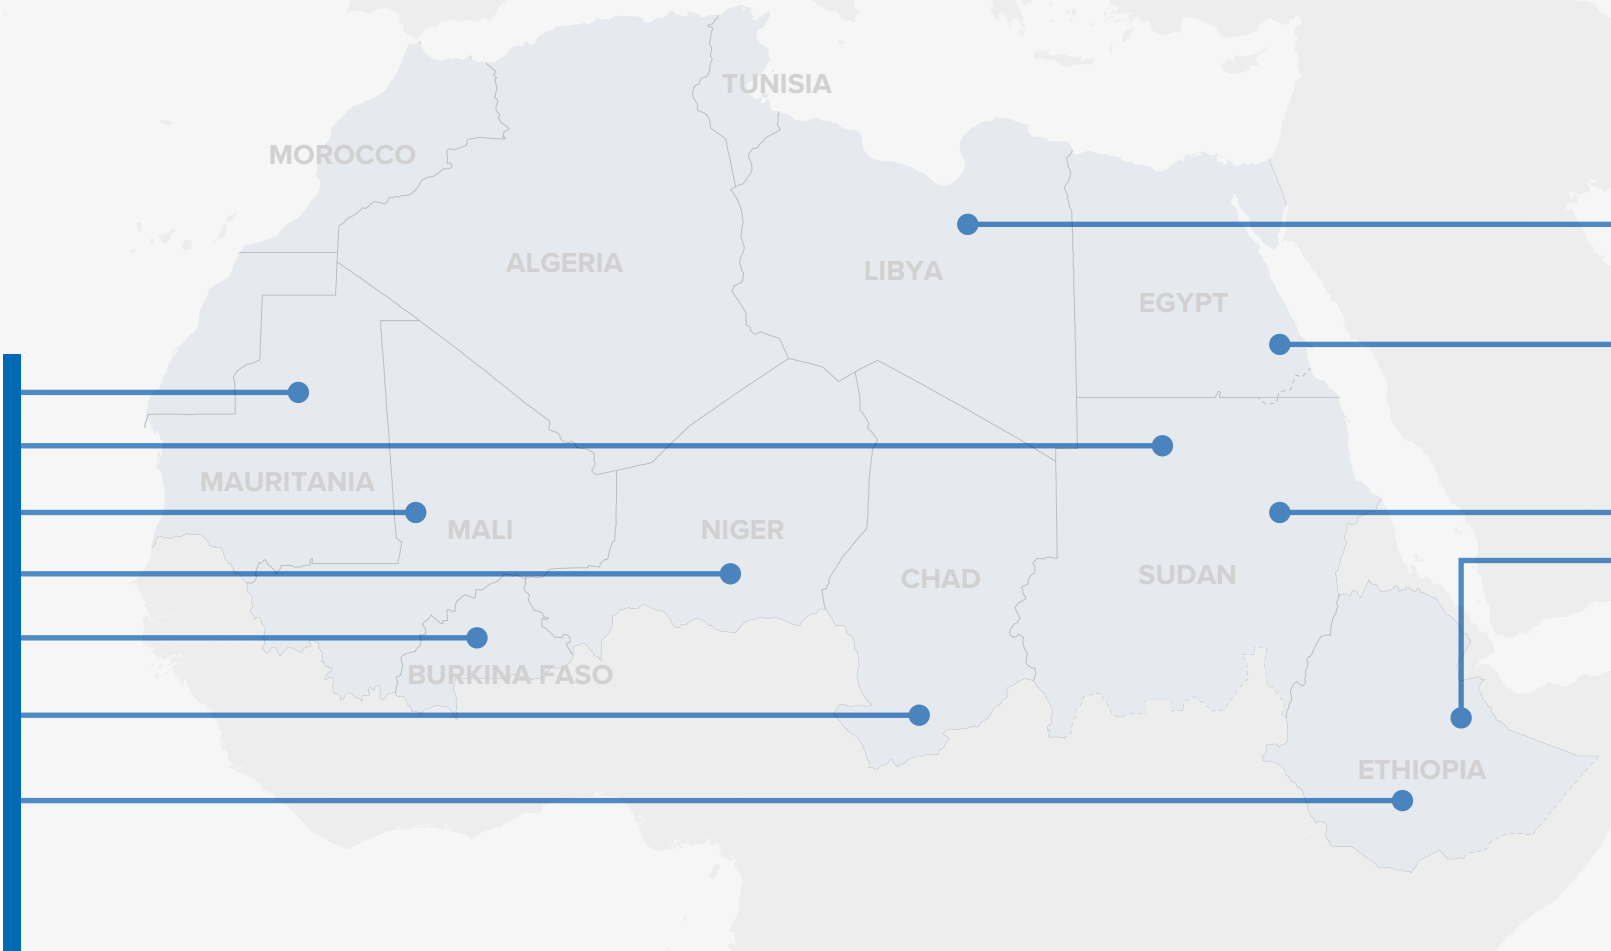 TUNISIA
MOROCCO
ALGERIA
LIBYA
EGYPT
MAURITANIA
MALI
NIGER
CHAD
SUDAN
BURKINA FASO
ETHIOPIA